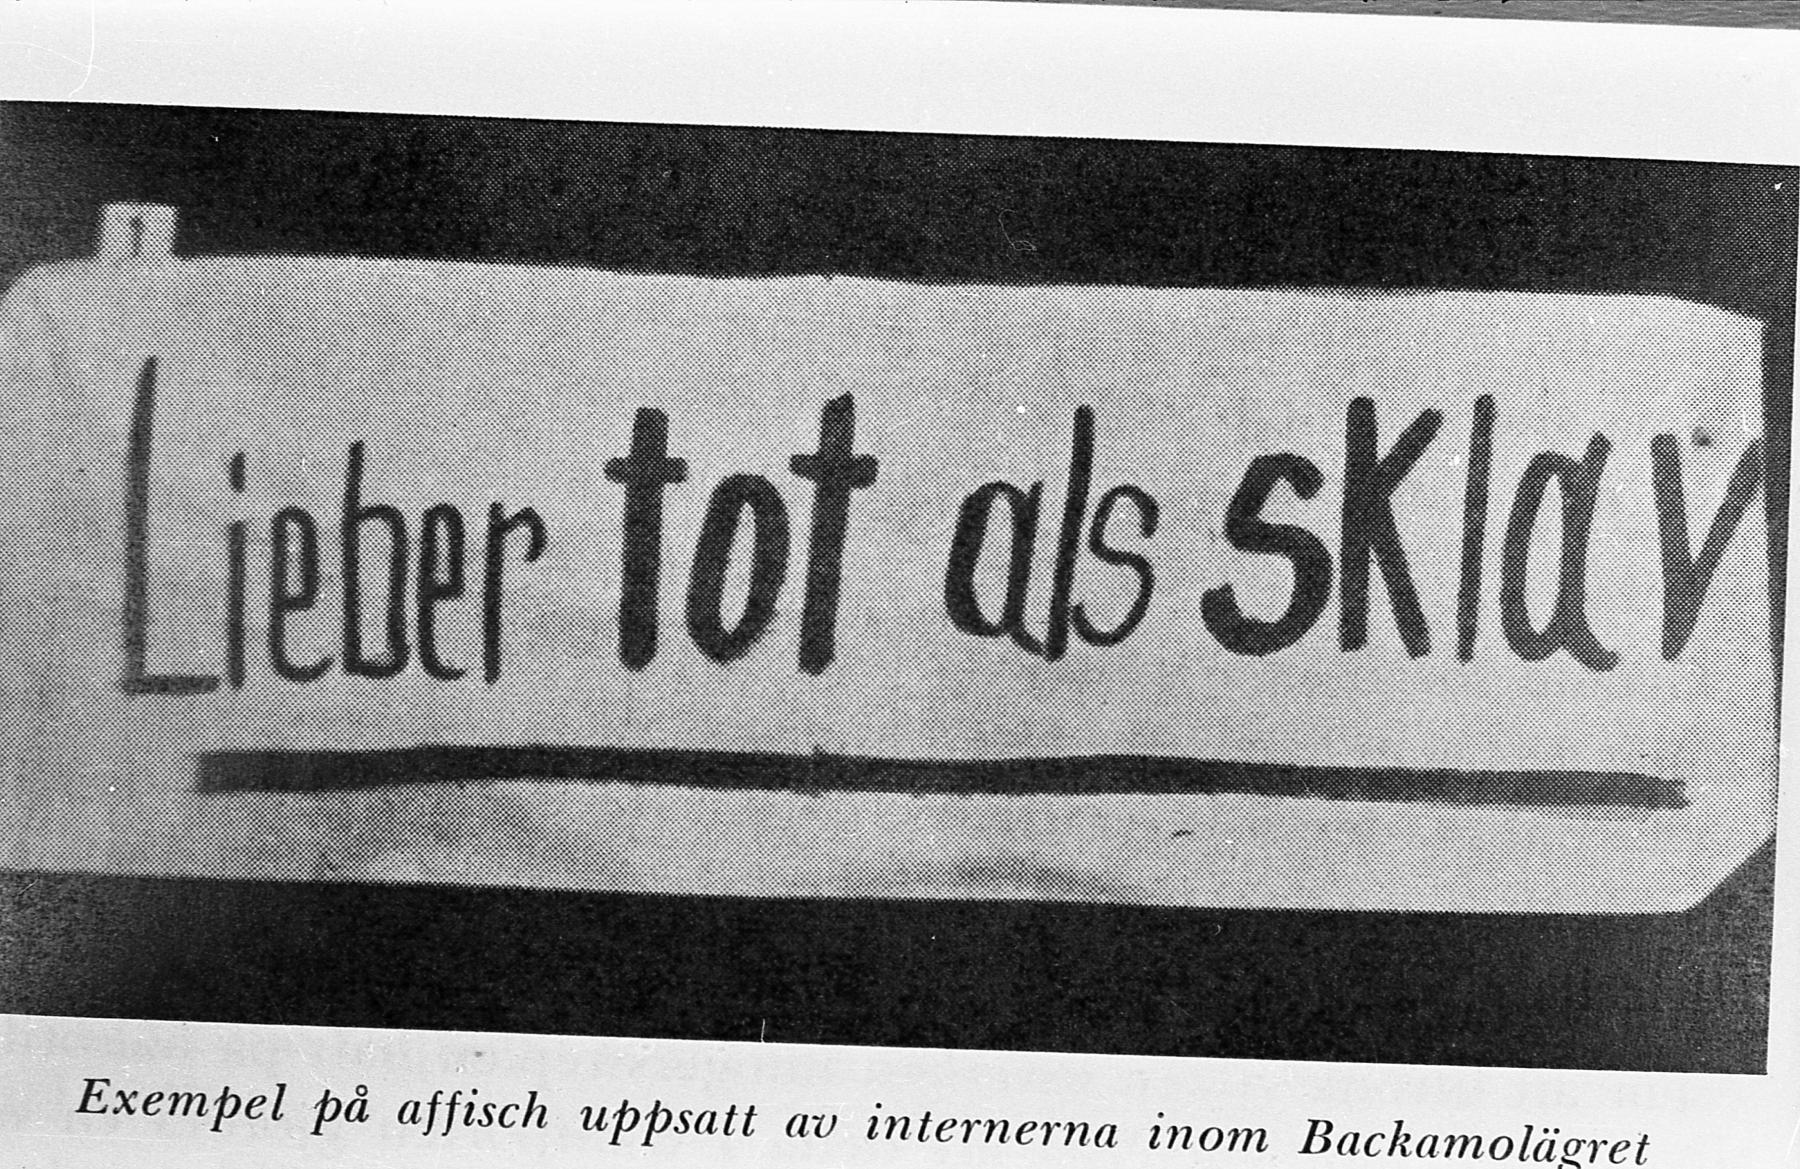 Lieber tot als sklav
Exempel på affisch uppsatt av internerna inom Backamolägret